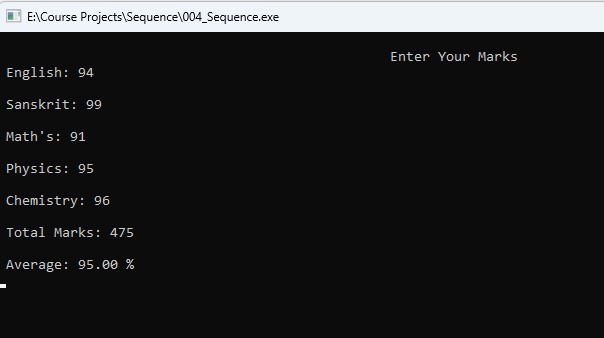 E:\Course Projects\Sequence\004_Sequence.exe
Enter Your Marks
English: 94
Sanskrit: 99
Math's: 91
Physics: 95
Chemistry: 96
Total Marks: 475
Average: 95.00 %